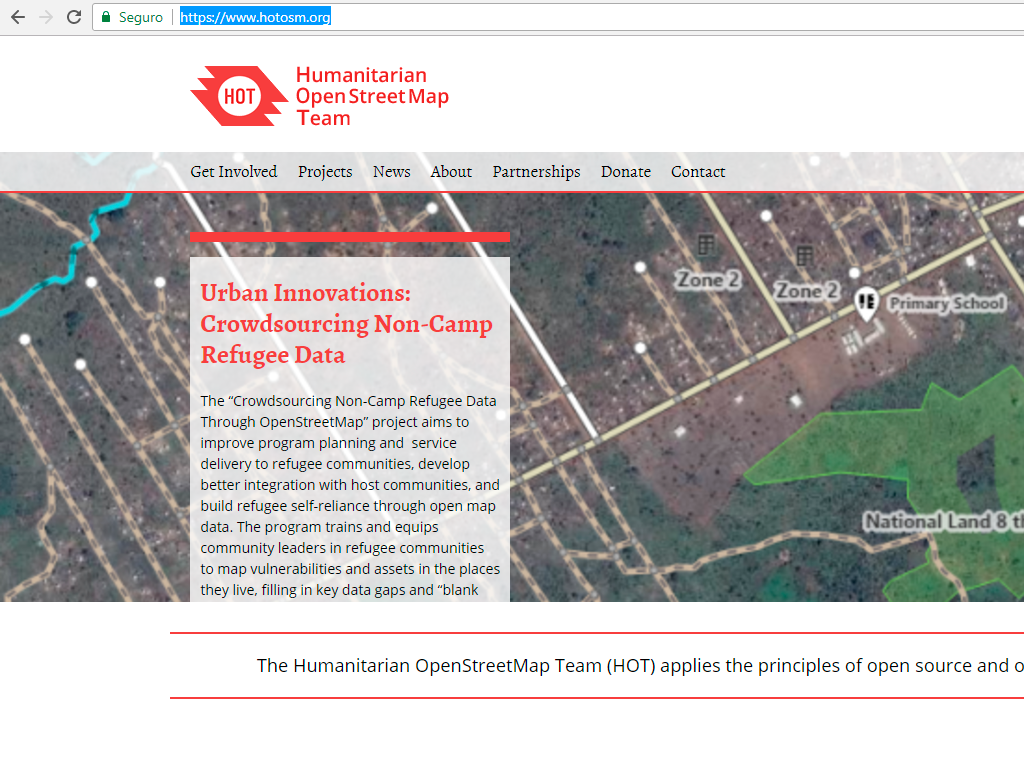 Seguro https://www.hotosm.org
HOT
Humanitarian
OpenStreetMap
Team
Get Involved Projects News About Partnerships Donate Contact
Urban Innovations:
Crowdsourcing Non-Camp
Refugee Data
The “Crowdsourcing Non-Camp Refugee Data
Through OpenStreetMap” project aims to
improve program planning and service
delivery to refugee communities, develop
better integration with host communities, and
build refugee self-reliance through open map
data. The program trains and equips
community leaders in refugee communities
to map vulnerabilities and assets in the places
they live, filling in key data gaps and “blank
Zone 2
Zone 2
Primary School
National Land 8 th
The Humanitarian OpenStreetMap Team (HOT) applies the principles of open source and o